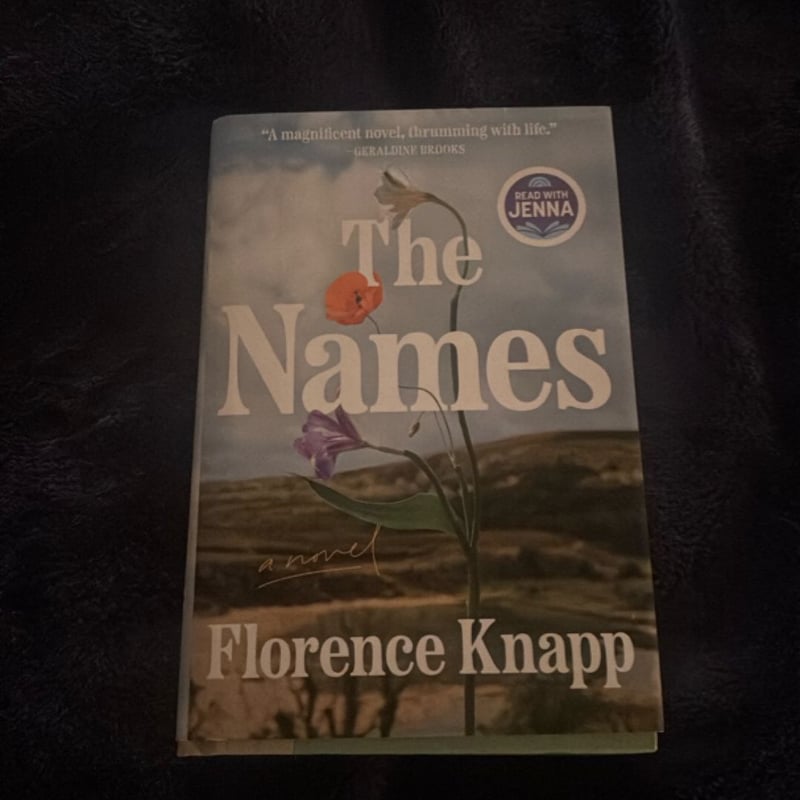 “A magnificent novel, thrumming with life.”
–GERALDINE BROOKS
READ WITH
JENNA
The
Names
a novel
Florence Knapp